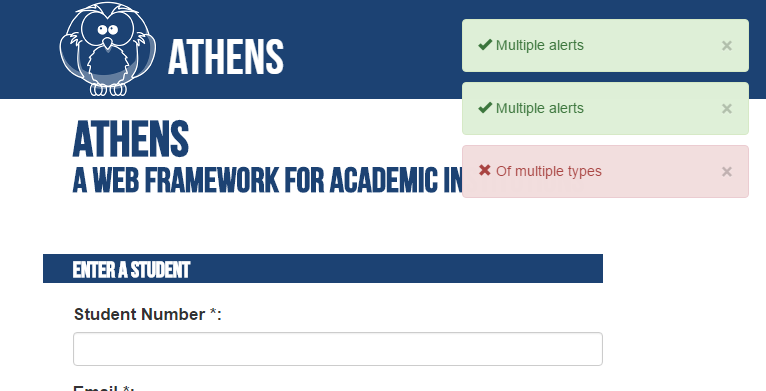 ATHENS
Multiple alerts ×
Multiple alerts ×
Of multiple types ×
ATHENS
A WEB FRAMEWORK FOR ACADEMIC IN
ENTER A STUDENT
Student Number *:
Email *: